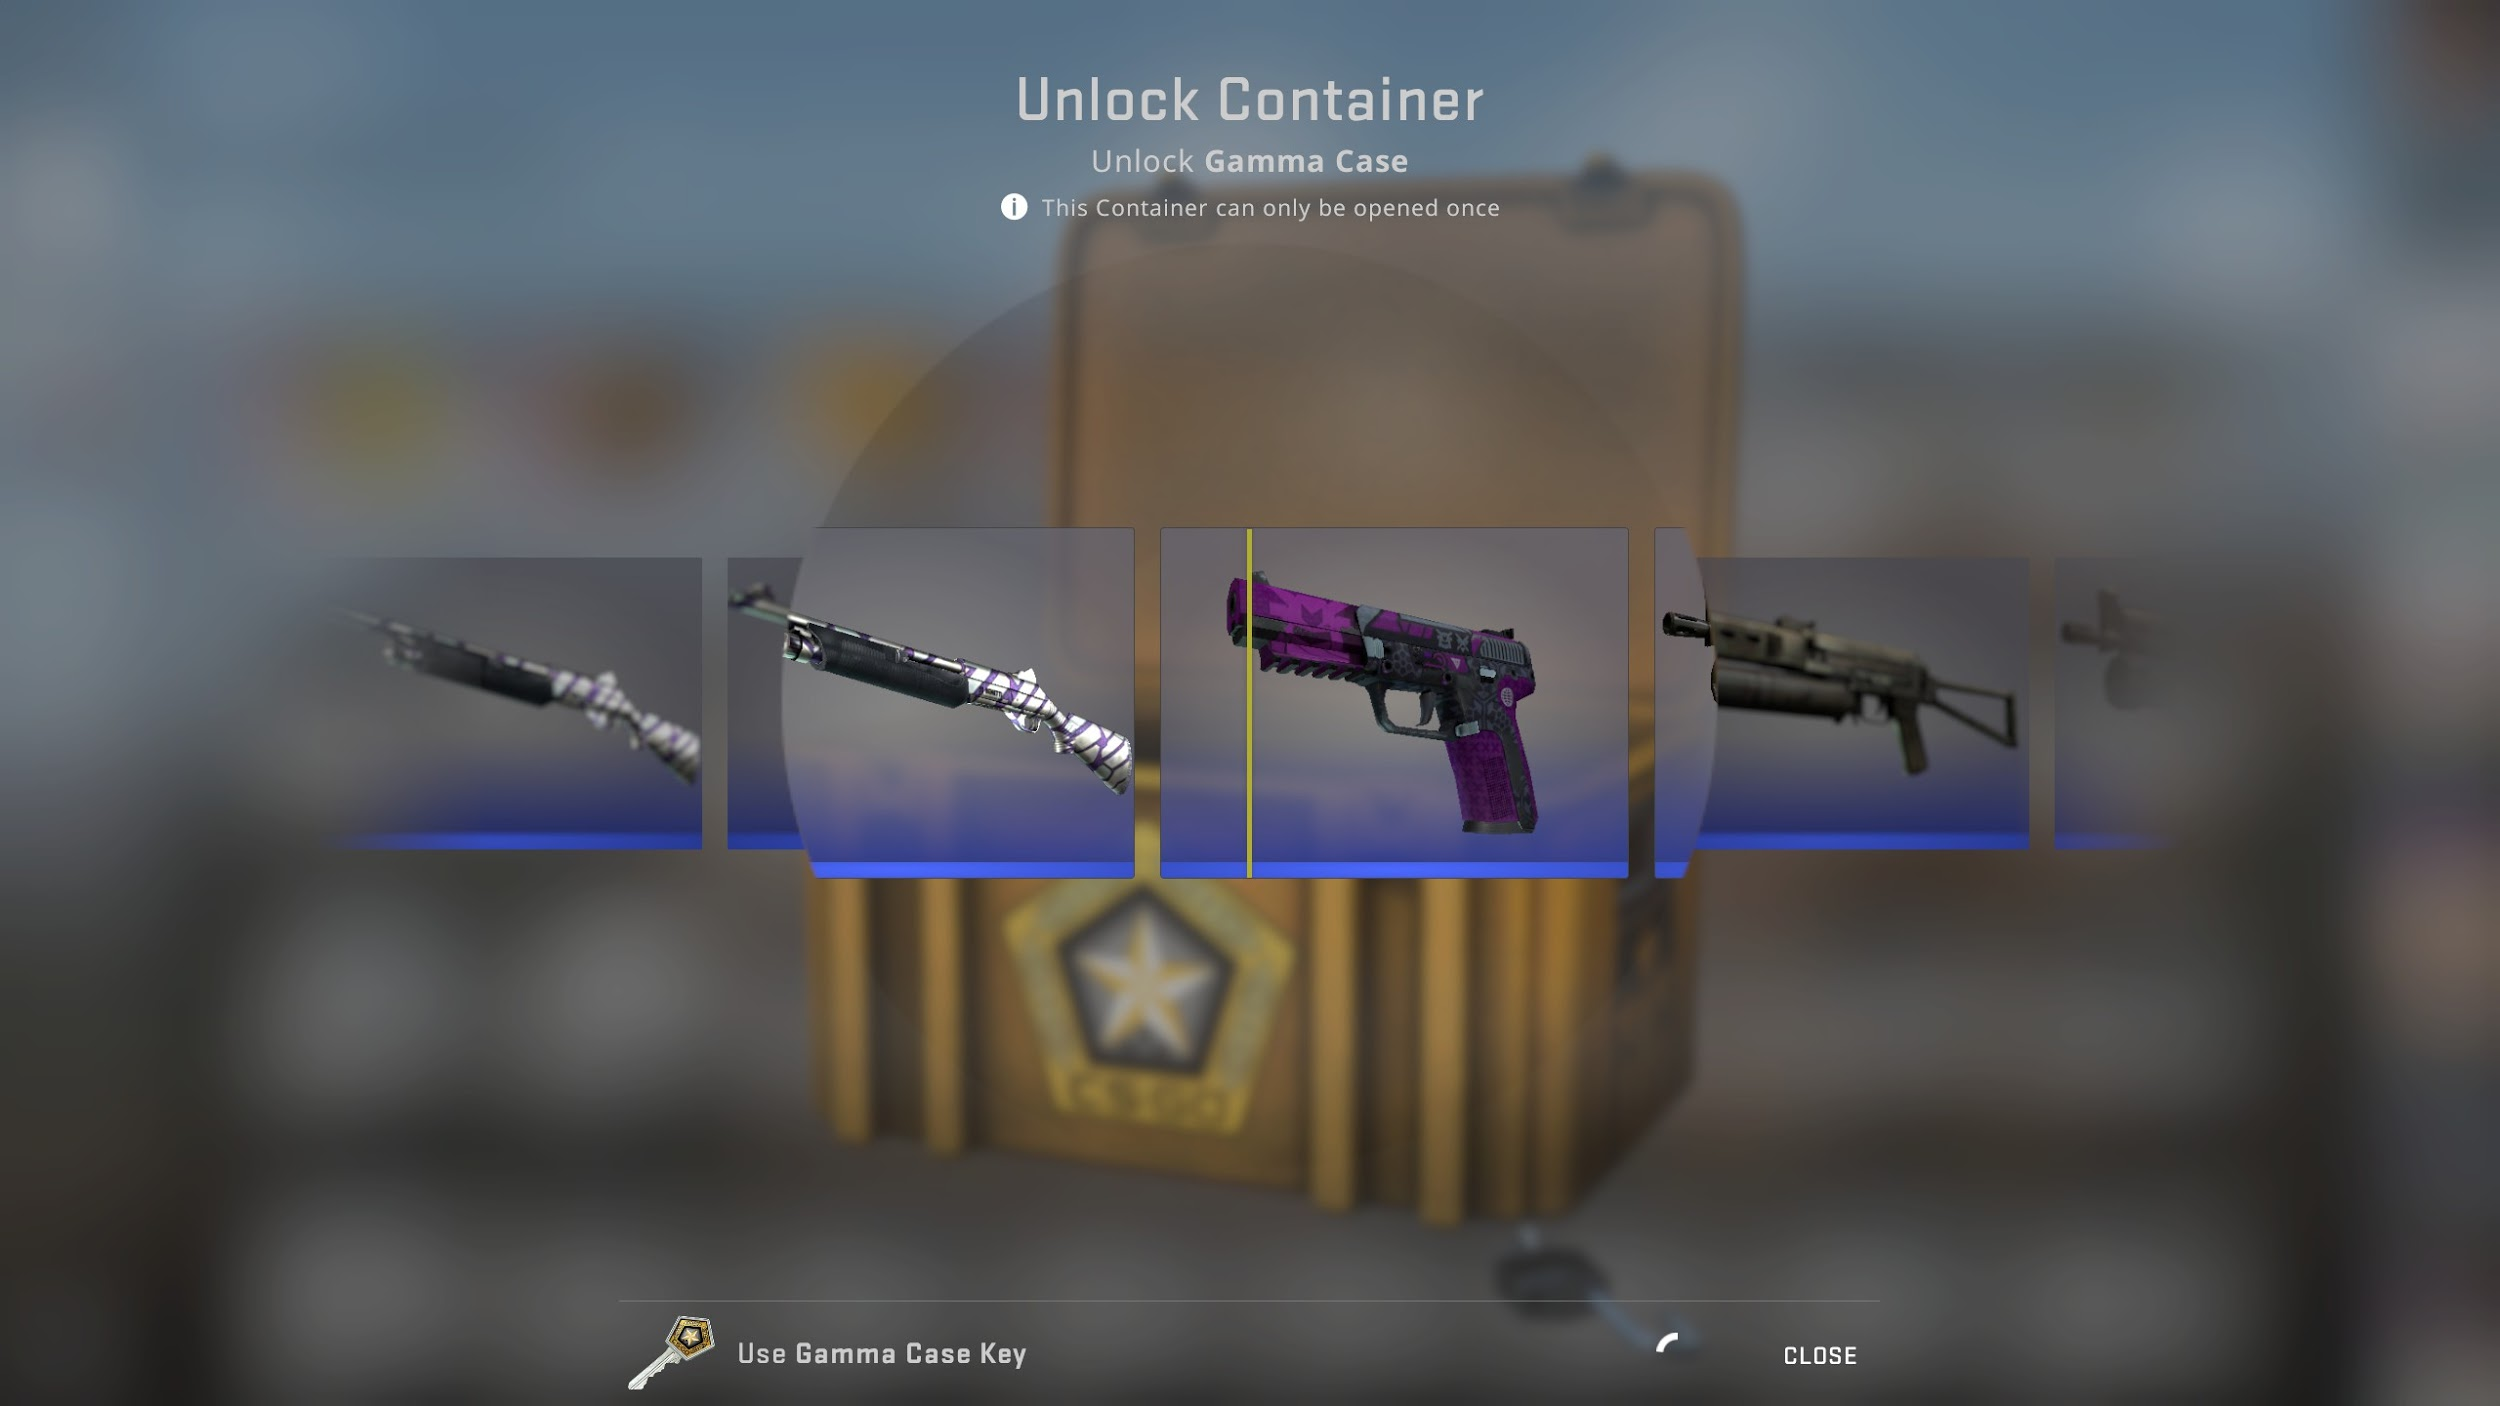 Unlock Container
Unlock Gamma Case
This Container can only be opened once
Use Gamma Case Key
CLOSE